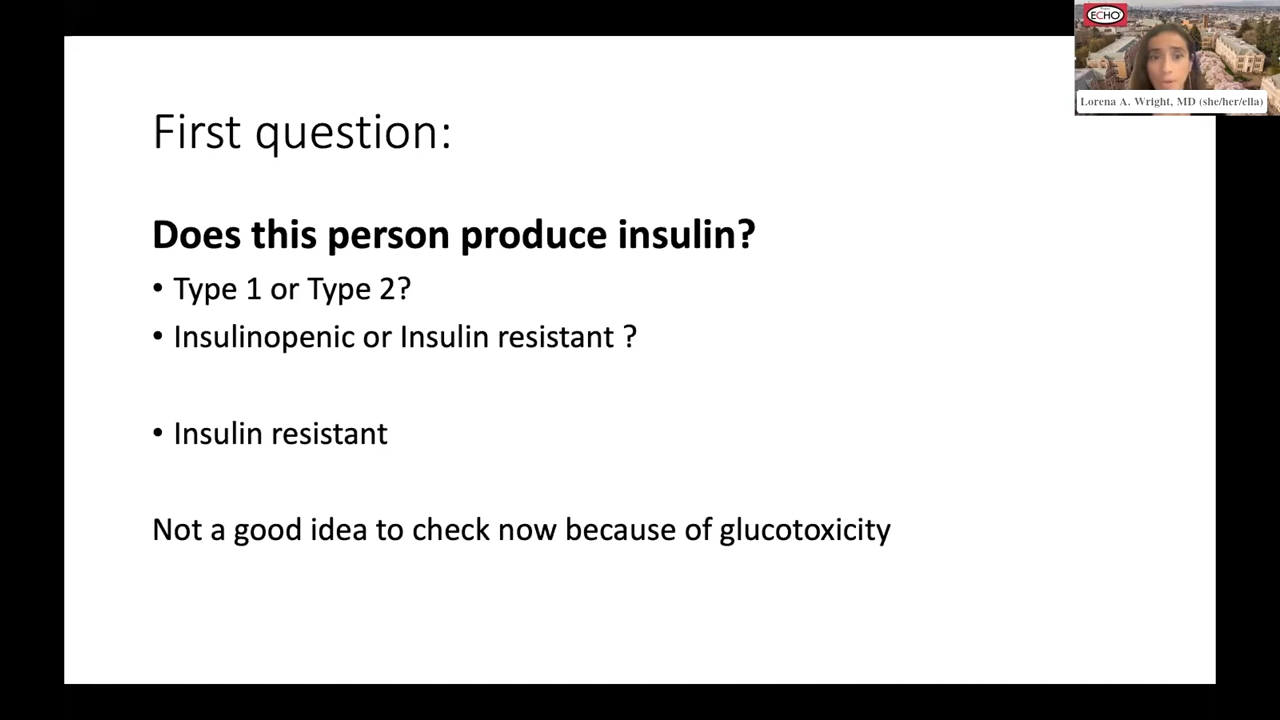 ECHO
Lorena A. Wright, MD (she/her/ella)
First question:
Does this person produce insulin?
• Type 1 or Type 2?
• Insulinopenic or Insulin resistant ?
• Insulin resistant
Not a good idea to check now because of glucotoxicity